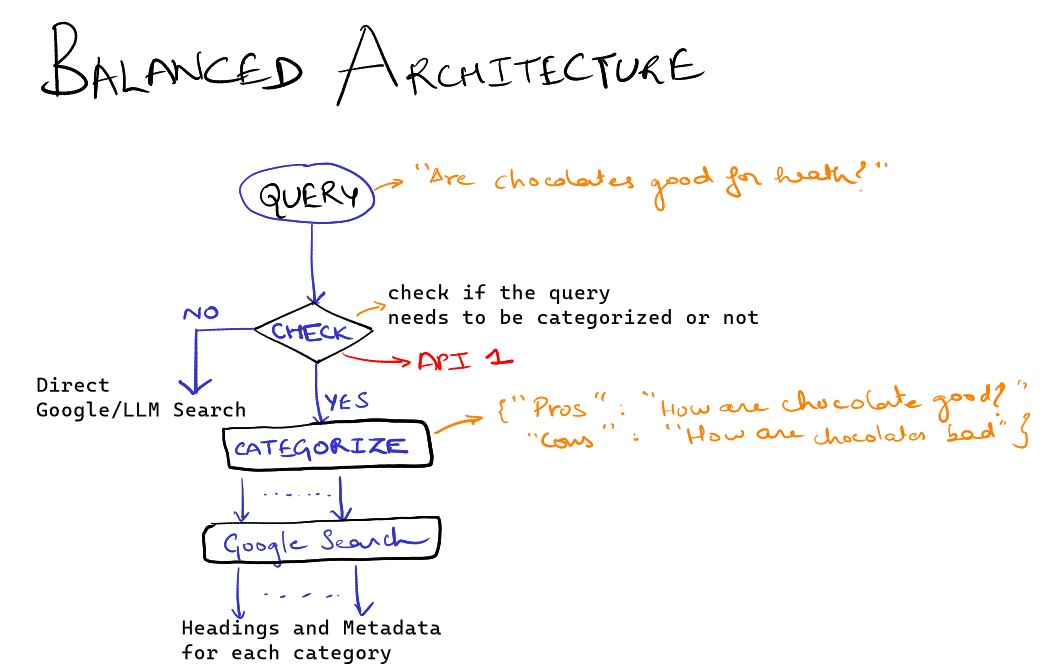 BALANCED ARCHITECTURE
QUERY
"Are chocolates good for heath?"
check if the query
needs to be categorized or not
NO
CHECK
API 1
Direct
Google/LLM Search
YES
{"Pros" : "How are chocolate good?"
"Cons" : "How are chocolates bad" }
CATEGORIZE
Google Search
Headings and Metadata
for each category